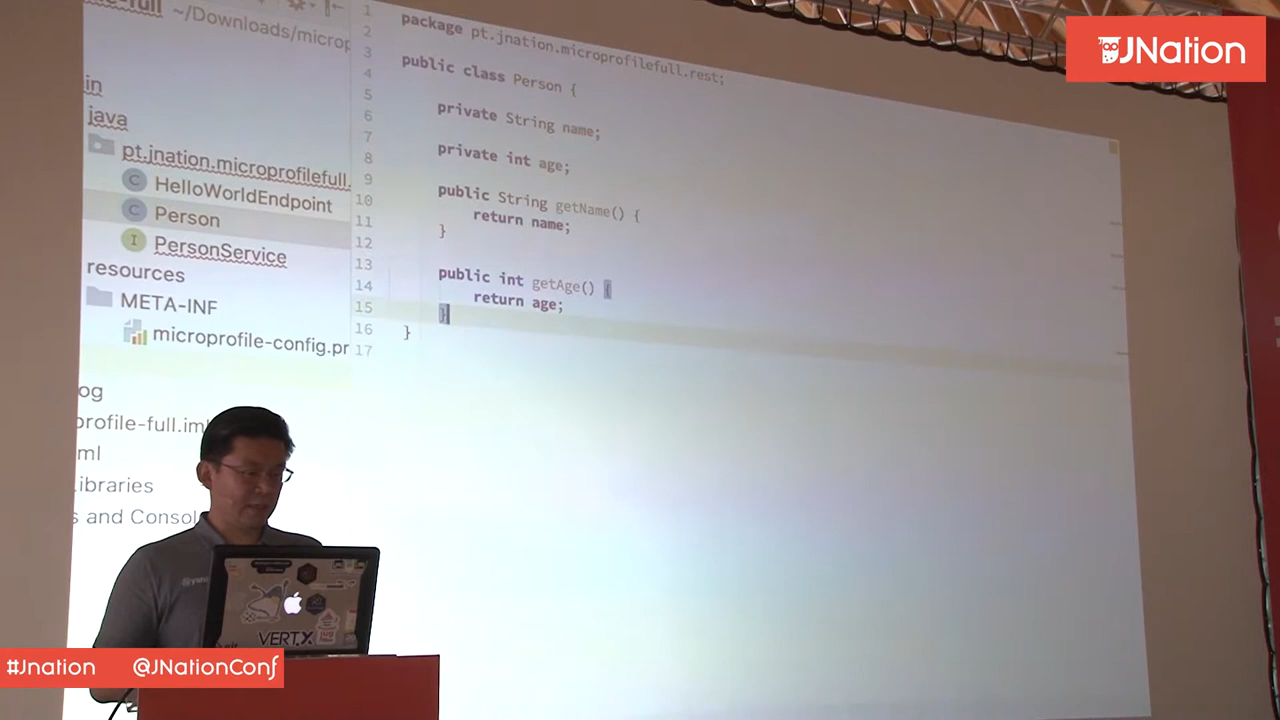 ~/Downloads/microp
in
java
pt.jnation.microprofilefull.
HelloWorldEndpoint
Person
PersonService
resources
META-INF
microprofile-config.pr
og
profile-full.iml
ml
Libraries
s and Consol
1
2 package pt.jnation.microprofilefull.rest;
3
4 public class Person {
5
6 private String name;
7
8 private int age;
9
10 public String getName() {
11 return name;
12 }
13
14 public int getAge() {
15 return age;
16 }
17 }
JNation
VERT.X
#Jnation @JNationConf